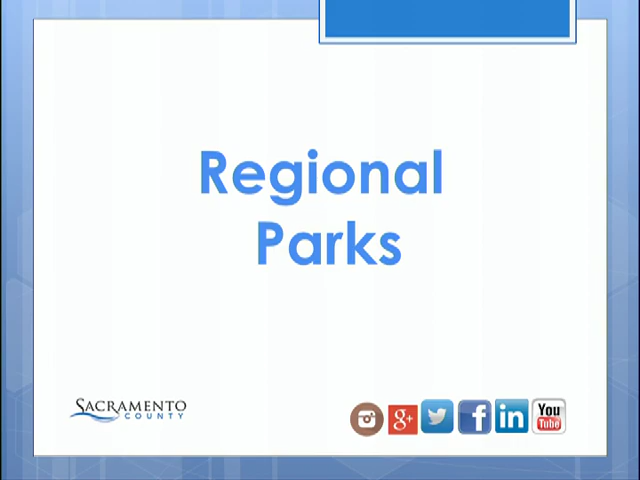 Regional
Parks
SACRAMENTO
COUNTY
g+
f
in
You
Tube